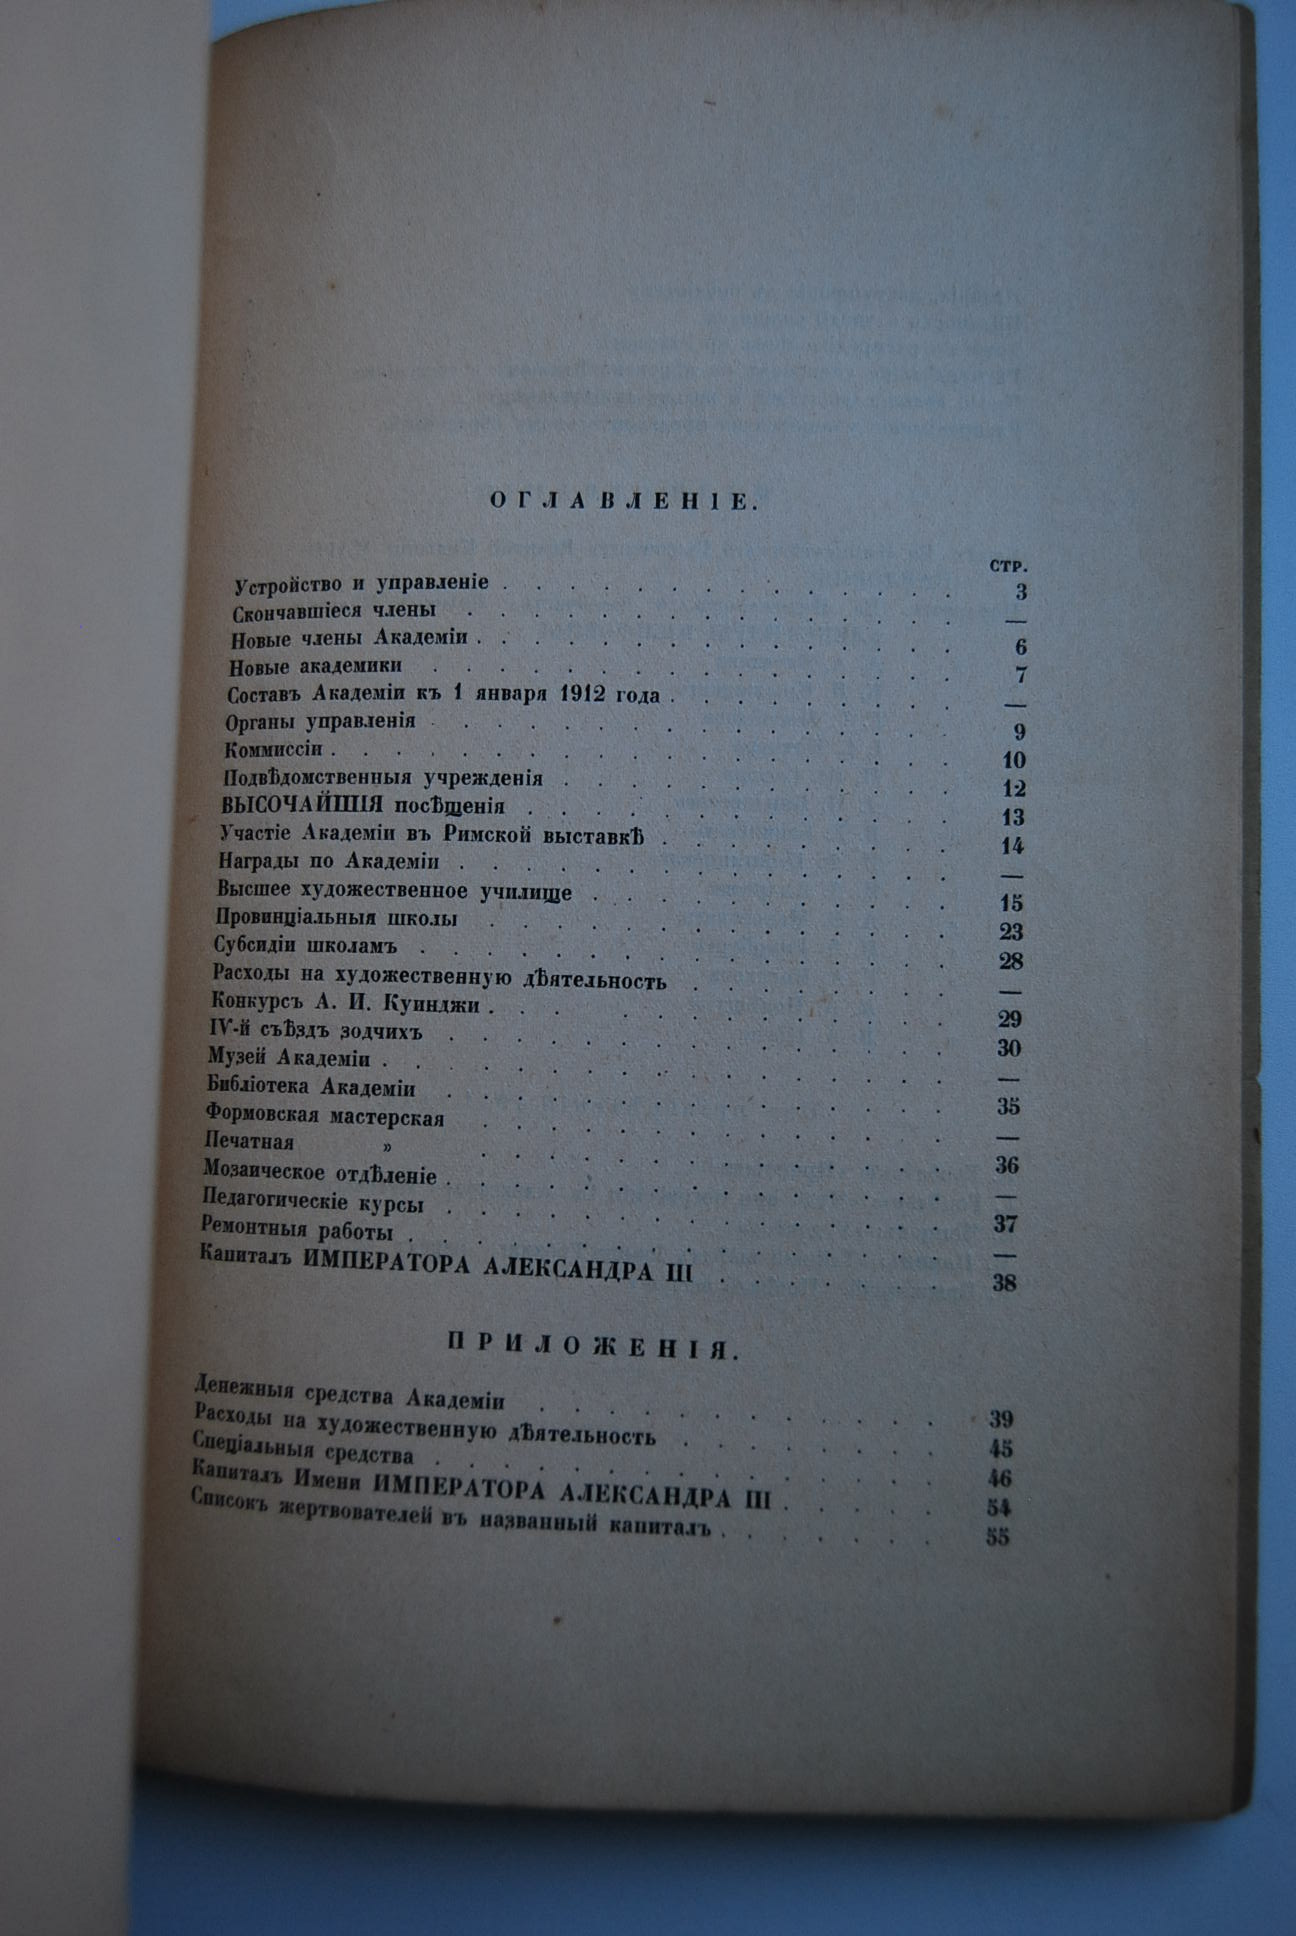 ОГЛАВЛЕНІЕ.
СТР.
Устройство и управленіе . . . . . . . . . . . . . . 3
Скончавшіеся члены . . . . . . . . . . . . . . . —
Новые члены Академіи . . . . . . . . . . . . . . . 6
Новые академики . . . . . . . . . . . . . . . . 7
Составъ Академіи къ 1 января 1912 года . . . . . . . . . —
Органы управленія . . . . . . . . . . . . . . . . 9
Коммиссіи . . . . . . . . . . . . . . . . . . . 10
Подвѣдомственныя учрежденія . . . . . . . . . . . . 12
ВЫСОЧАЙШІЯ посѣщенія . . . . . . . . . . . . . 13
Участіе Академіи въ Римской выставкѣ . . . . . . . . . 14
Награды по Академіи . . . . . . . . . . . . . . . —
Высшее художественное училище . . . . . . . . . . . 15
Провинціальныя школы . . . . . . . . . . . . . . 23
Субсидіи школамъ . . . . . . . . . . . . . . . . 28
Расходы на художественную дѣятельность . . . . . . . . —
Конкурсъ А. И. Куинджи . . . . . . . . . . . . . 29
IV-й съѣздъ зодчихъ . . . . . . . . . . . . . . . 30
Музей Академіи . . . . . . . . . . . . . . . . . —
Библіотека Академіи . . . . . . . . . . . . . . . 35
Формовская мастерская . . . . . . . . . . . . . . —
Печатная » . . . . . . . . . . . . . . 36
Мозаическое отдѣленіе . . . . . . . . . . . . . . . —
Педагогическіе курсы . . . . . . . . . . . . . . . 37
Ремонтныя работы . . . . . . . . . . . . . . . . —
Капиталъ ИМПЕРАТОРА АЛЕКСАНДРА III . . . . . . . 38
ПРИЛОЖЕНІЯ.
Денежныя средства Академіи . . . . . . . . . . . . 39
Расходы на художественную дѣятельность . . . . . . . . 45
Спеціальныя средства . . . . . . . . . . . . . . . 46
Капиталъ Имени ИМПЕРАТОРА АЛЕКСАНДРА III . . . . . 54
Списокъ жертвователей въ названный капиталъ . . . . . . . 55